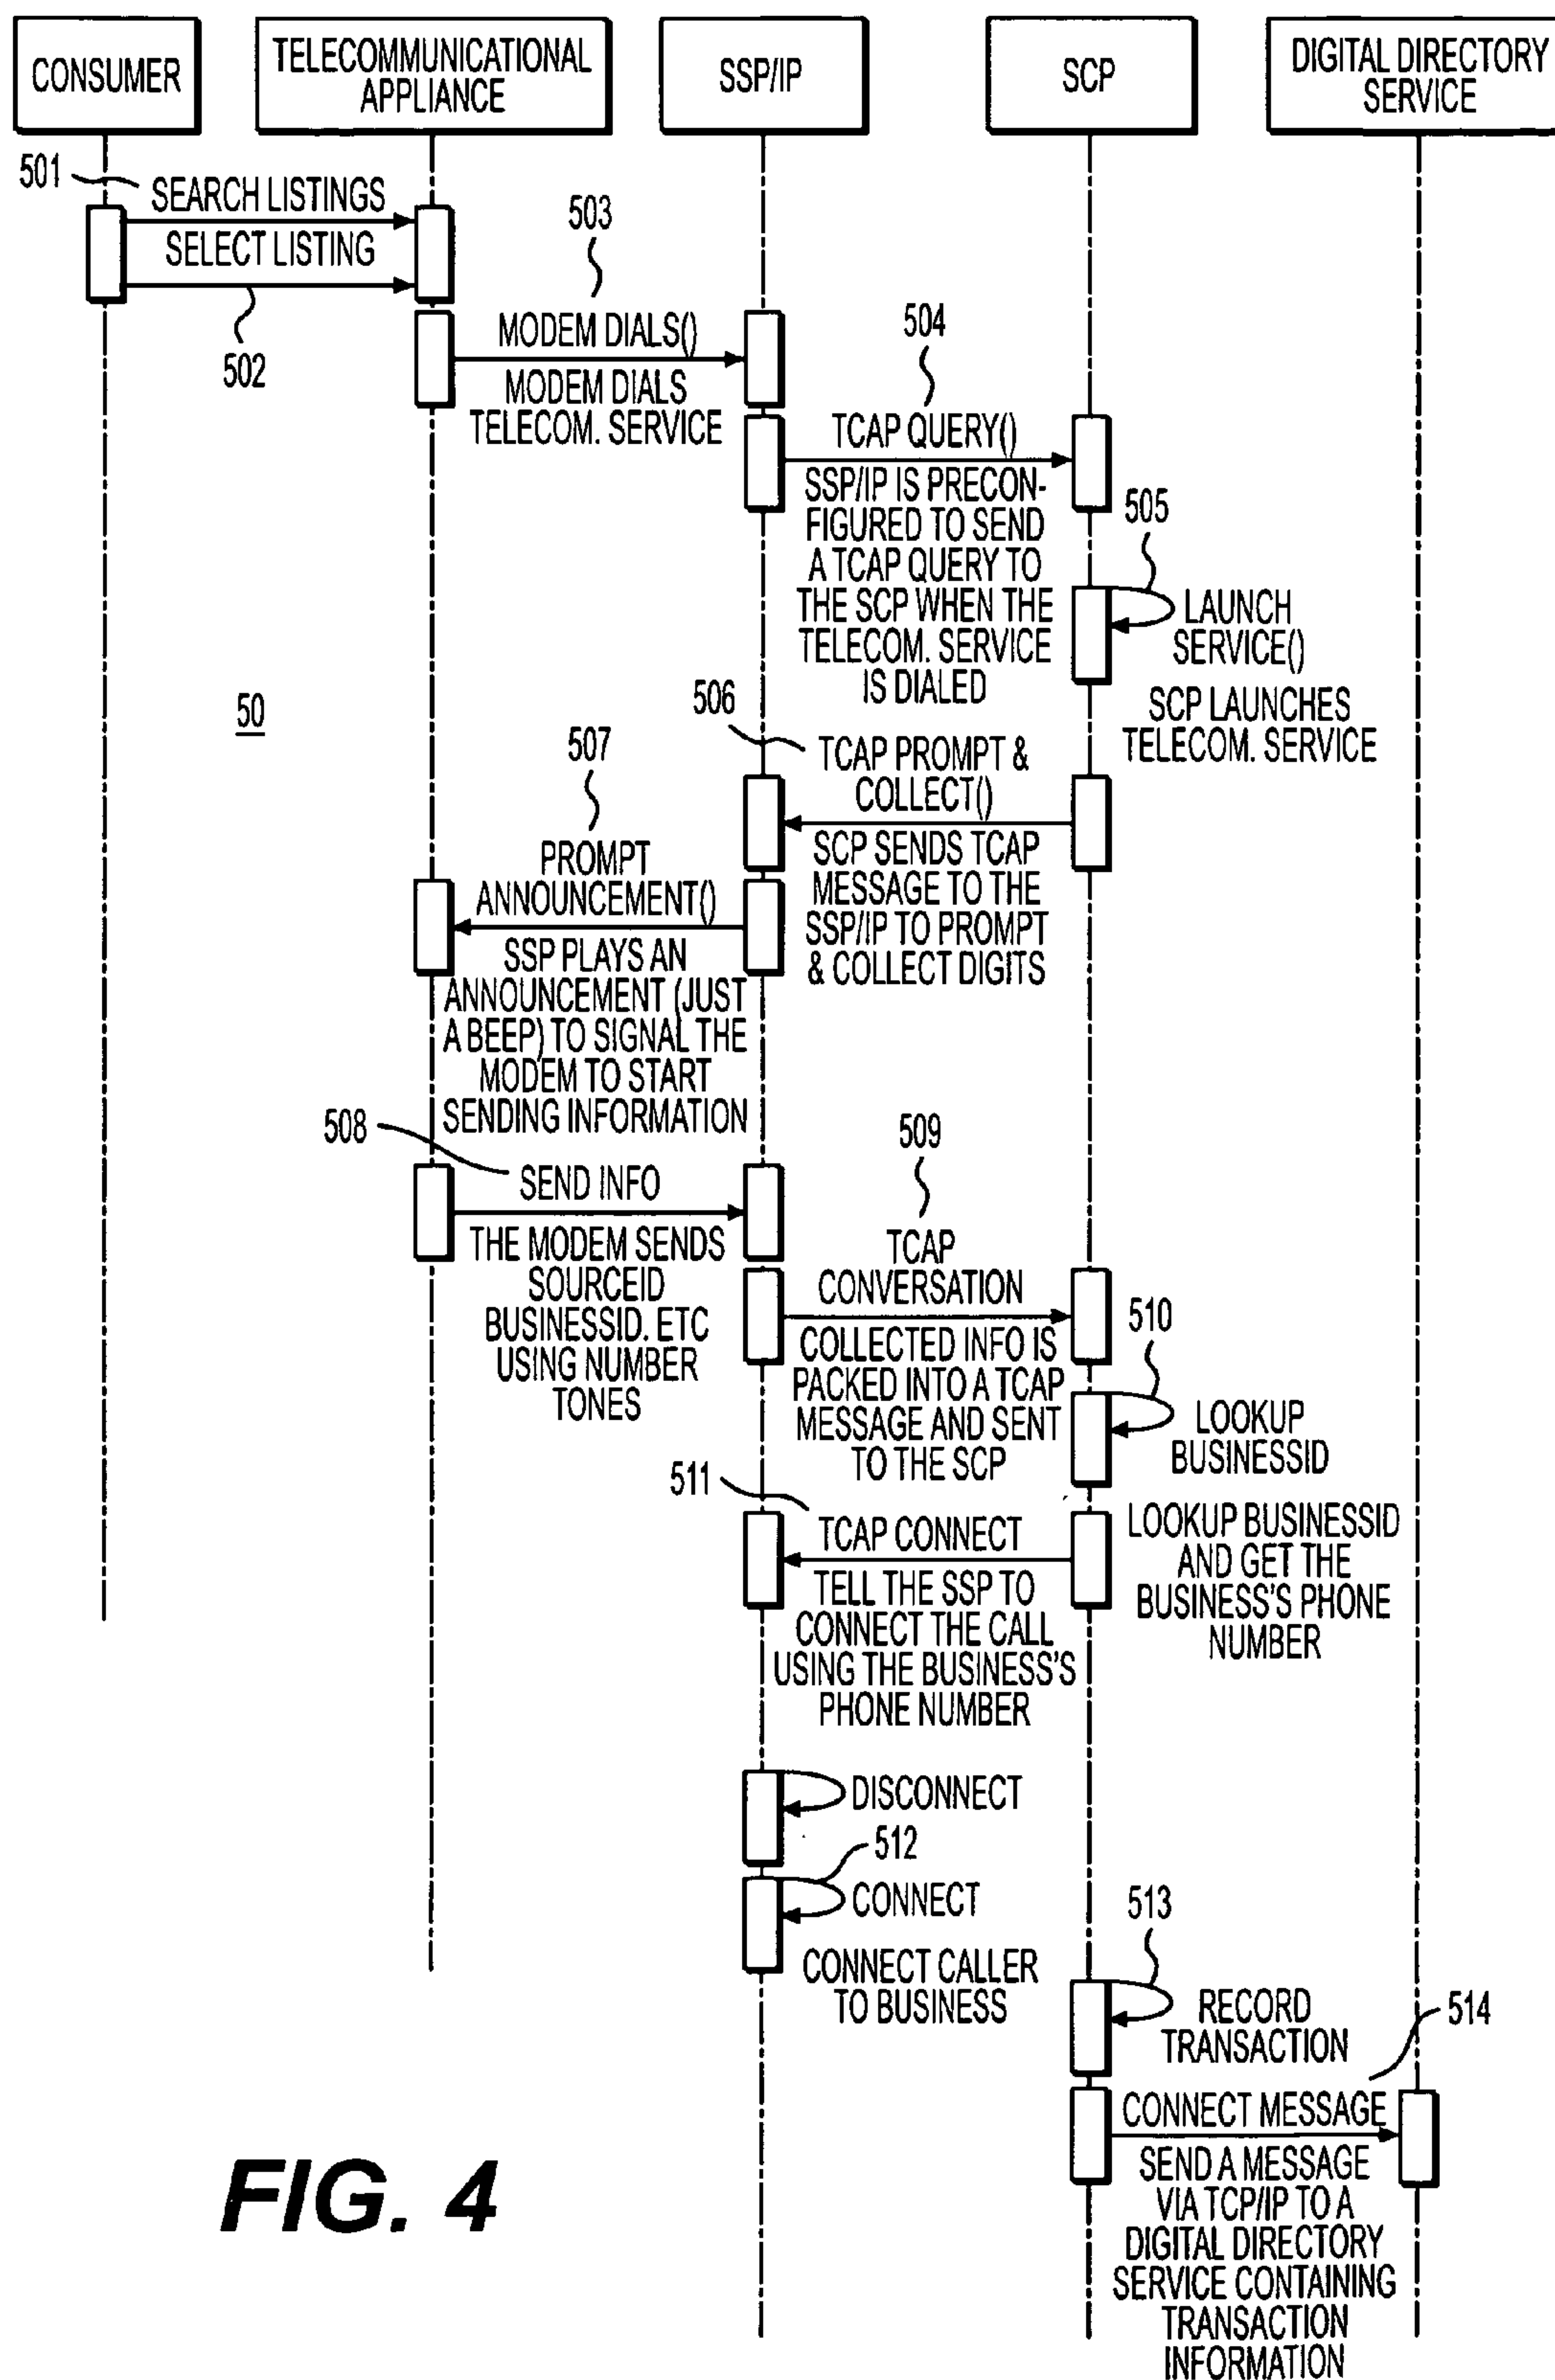 CONSUMER
TELECOMMUNICATIONAL
APPLIANCE
SSP/IP
SCP
DIGITAL DIRECTORY
SERVICE
501
SEARCH LISTINGS
SELECT LISTING
502
503
MODEM DIALS()
MODEM DIALS
TELECOM. SERVICE
504
TCAP QUERY()
SSP/IP IS PRECON-
FIGURED TO SEND
A TCAP QUERY TO
THE SCP WHEN THE
TELECOM. SERVICE
IS DIALED
505
LAUNCH
SERVICE()
SCP LAUNCHES
TELECOM. SERVICE
50
506
TCAP PROMPT &
COLLECT()
SCP SENDS TCAP
MESSAGE TO THE
SSP/IP TO PROMPT
& COLLECT DIGITS
507
PROMPT
ANNOUNCEMENT()
SSP PLAYS AN
ANNOUNCEMENT (JUST
A BEEP) TO SIGNAL THE
MODEM TO START
SENDING INFORMATION
508
SEND INFO
THE MODEM SENDS
SOURCEID
BUSINESSID. ETC
USING NUMBER
TONES
509
TCAP
CONVERSATION
COLLECTED INFO IS
PACKED INTO A TCAP
MESSAGE AND SENT
TO THE SCP
510
LOOKUP
BUSINESSID
LOOKUP BUSINESSID
AND GET THE
BUSINESS'S PHONE
NUMBER
511
TCAP CONNECT
TELL THE SSP TO
CONNECT THE CALL
USING THE BUSINESS'S
PHONE NUMBER
DISCONNECT
512
CONNECT
CONNECT CALLER
TO BUSINESS
513
RECORD
TRANSACTION
514
CONNECT MESSAGE
SEND A MESSAGE
VIA TCP/IP TO A
DIGITAL DIRECTORY
SERVICE CONTAINING
TRANSACTION
INFORMATION
FIG. 4